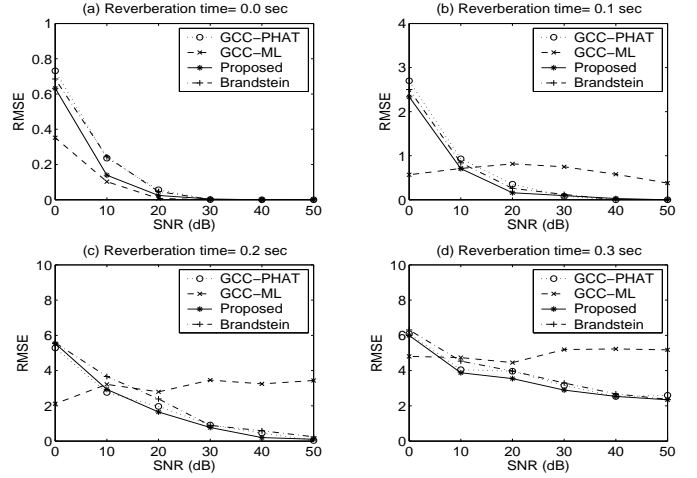 (a) Reverberation time= 0.0 sec
1
0.8
0.6
0.4
0.2
0
RMSE
0 10 20 30 40 50
SNR (dB)
GCC−PHAT
GCC−ML
Proposed
Brandstein
(b) Reverberation time= 0.1 sec
4
3
2
1
0
RMSE
0 10 20 30 40 50
SNR (dB)
GCC−PHAT
GCC−ML
Proposed
Brandstein
(c) Reverberation time= 0.2 sec
10
8
6
4
2
0
RMSE
0 10 20 30 40 50
SNR (dB)
GCC−PHAT
GCC−ML
Proposed
Brandstein
(d) Reverberation time= 0.3 sec
10
8
6
4
2
0
RMSE
0 10 20 30 40 50
SNR (dB)
GCC−PHAT
GCC−ML
Proposed
Brandstein